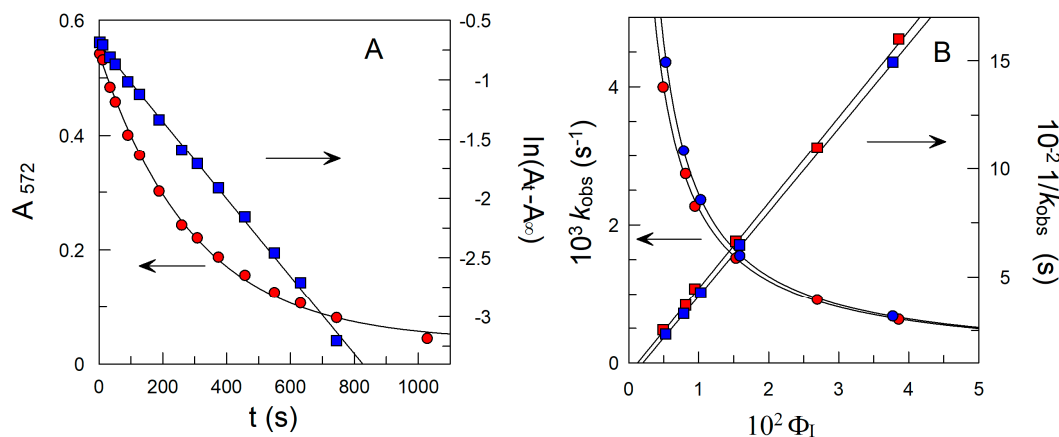 A
0.6
0.4
0.2
0
A 572
0 200 400 600 800 1000
t (s)
-0.5
-1
-1.5
-2
-2.5
-3
ln(At-A∞)
B
4
3
2
1
0
10³ kobs (s⁻¹)
0 1 2 3 4 5
10² Φ_I
15
10
5
10⁻² 1/kobs (s)